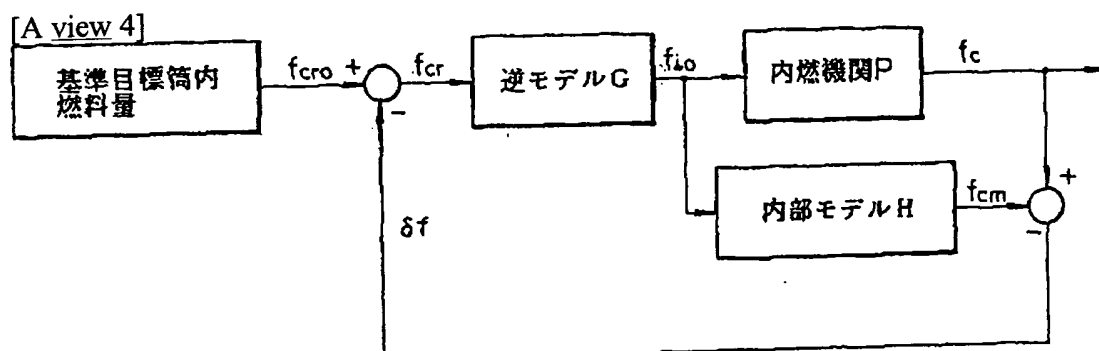 [A view 4]
基準目標筒内
燃料量
fcro
+
-
fcr
逆モデルG
fio
内燃機関P
fc
内部モデルH
fcm
+
-
δf